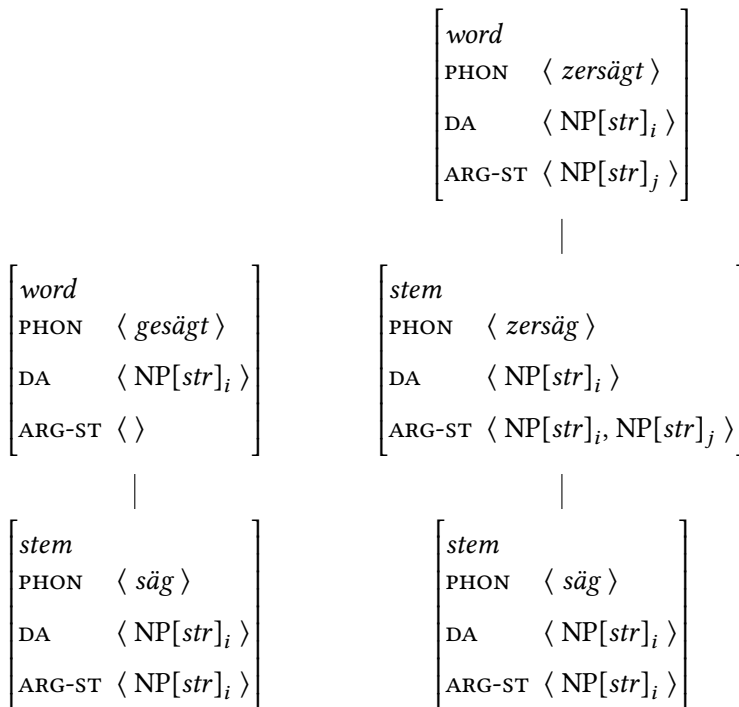 word
PHON ⟨ zersägt ⟩
DA ⟨ NP[str]i ⟩
ARG-ST ⟨ NP[str]j ⟩
word
PHON ⟨ gesägt ⟩
DA ⟨ NP[str]i ⟩
ARG-ST ⟨ ⟩
stem
PHON ⟨ zersäg ⟩
DA ⟨ NP[str]i ⟩
ARG-ST ⟨ NP[str]i, NP[str]j ⟩
stem
PHON ⟨ säg ⟩
DA ⟨ NP[str]i ⟩
ARG-ST ⟨ NP[str]i ⟩
stem
PHON ⟨ säg ⟩
DA ⟨ NP[str]i ⟩
ARG-ST ⟨ NP[str]i ⟩